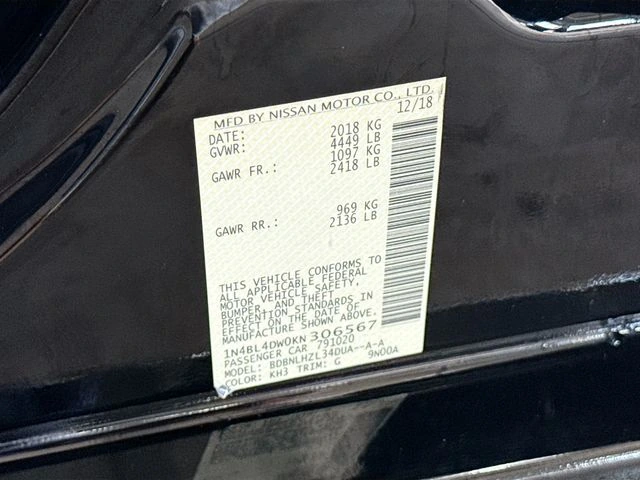 MFD BY NISSAN MOTOR CO., LTD.
DATE: 12/18
GVWR: 2018 KG
4449 LB
GAWR FR.: 1097 KG
2418 LB
GAWR RR.: 969 KG
2136 LB
THIS VEHICLE CONFORMS TO
ALL APPLICABLE FEDERAL
MOTOR VEHICLE SAFETY,
BUMPER, AND THEFT
PREVENTION STANDARDS IN
EFFECT ON THE DATE OF
MANUFACTURE SHOWN ABOVE.
1N4BL4DW0KN306567
PASSENGER CAR 791020
MODEL: BDBNLHZL34DUA--A-A
COLOR: KH3 TRIM: G 9N00A